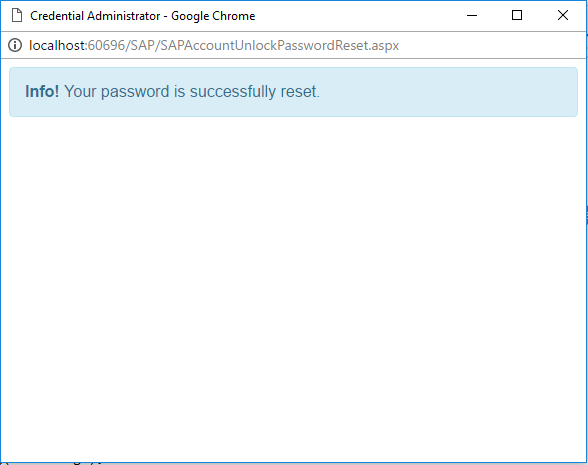 Credential Administrator - Google Chrome
localhost:60696/SAP/SAPAccountUnlockPasswordReset.aspx
Info! Your password is successfully reset.